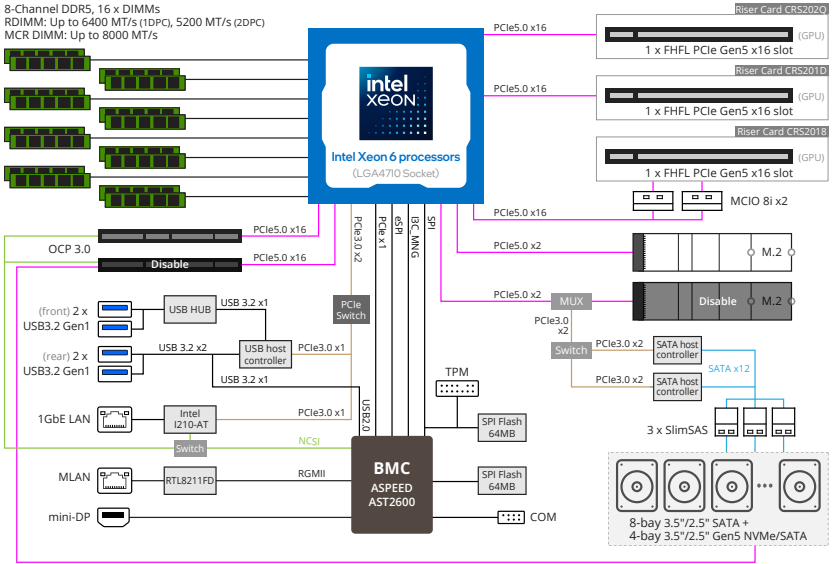 8-Channel DDR5, 16 x DIMMs
RDIMM: Up to 6400 MT/s (1DPC), 5200 MT/s (2DPC)
MCR DIMM: Up to 8000 MT/s
intel
XEON
Intel Xeon 6 processors
(LGA4710 Socket)
PCIe5.0 x16
Riser Card CRS202Q
(GPU)
1 x FHFL PCIe Gen5 x16 slot
PCIe5.0 x16
Riser Card CRS201D
(GPU)
1 x FHFL PCIe Gen5 x16 slot
Riser Card CRS2018
(GPU)
1 x FHFL PCIe Gen5 x16 slot
MCIO 8i x2
PCIe5.0 x16
PCIe5.0 x2
M.2
PCIe5.0 x2
MUX
Disable
M.2
PCIe3.0
x2
Switch
PCIe3.0 x2
SATA host
controller
PCIe3.0 x2
SATA host
controller
SATA x12
3 x SlimSAS
8-bay 3.5"/2.5" SATA +
4-bay 3.5"/2.5" Gen5 NVMe/SATA
OCP 3.0
PCIe5.0 x16
Disable
PCIe5.0 x16
PCIe3.0 x2
PCIe x1
eSPI
I3C_MNG
SPI
PCIe
Switch
(front) 2 x
USB3.2 Gen1
USB HUB
USB 3.2 x1
(rear) 2 x
USB3.2 Gen1
USB 3.2 x2
USB host
controller
PCIe3.0 x1
USB 3.2 x1
USB2.0
1GbE LAN
Intel
I210-AT
PCIe3.0 x1
Switch
NCSI
MLAN
RTL8211FD
RGMII
mini-DP
BMC
ASPEED
AST2600
TPM
SPI Flash
64MB
SPI Flash
64MB
COM